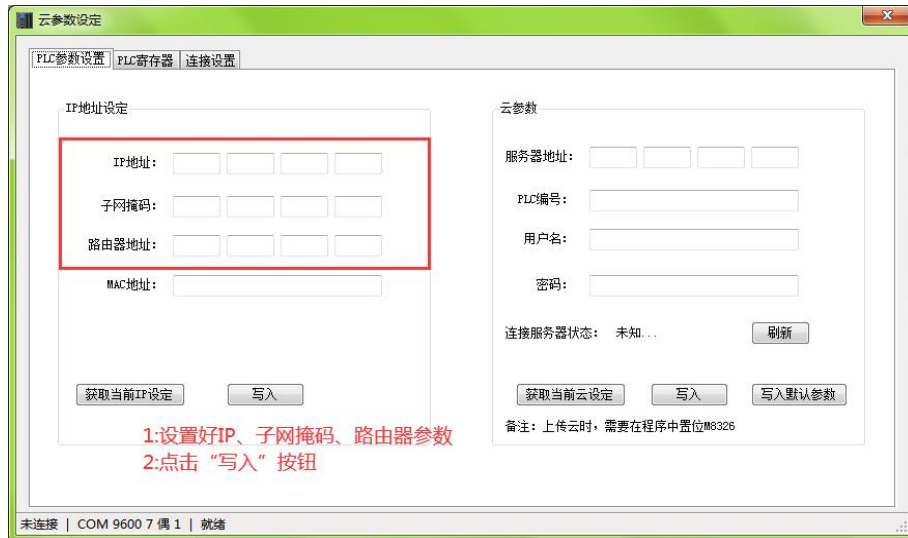 云参数设定
PLC参数设置 PLC寄存器 连接设置
IP地址设定
IP地址:
子网掩码:
路由器地址:
MAC地址:
获取当前IP设定 写入
1:设置好IP、子网掩码、路由器参数
2:点击“写入”按钮
云参数
服务器地址:
PLC编号:
用户名:
密码:
连接服务器状态: 未知... 刷新
获取当前云设定 写入 写入默认参数
备注:上传云时,需要在程序中置位M8326
未连接 | COM 9600 7 偶 1 | 就绪